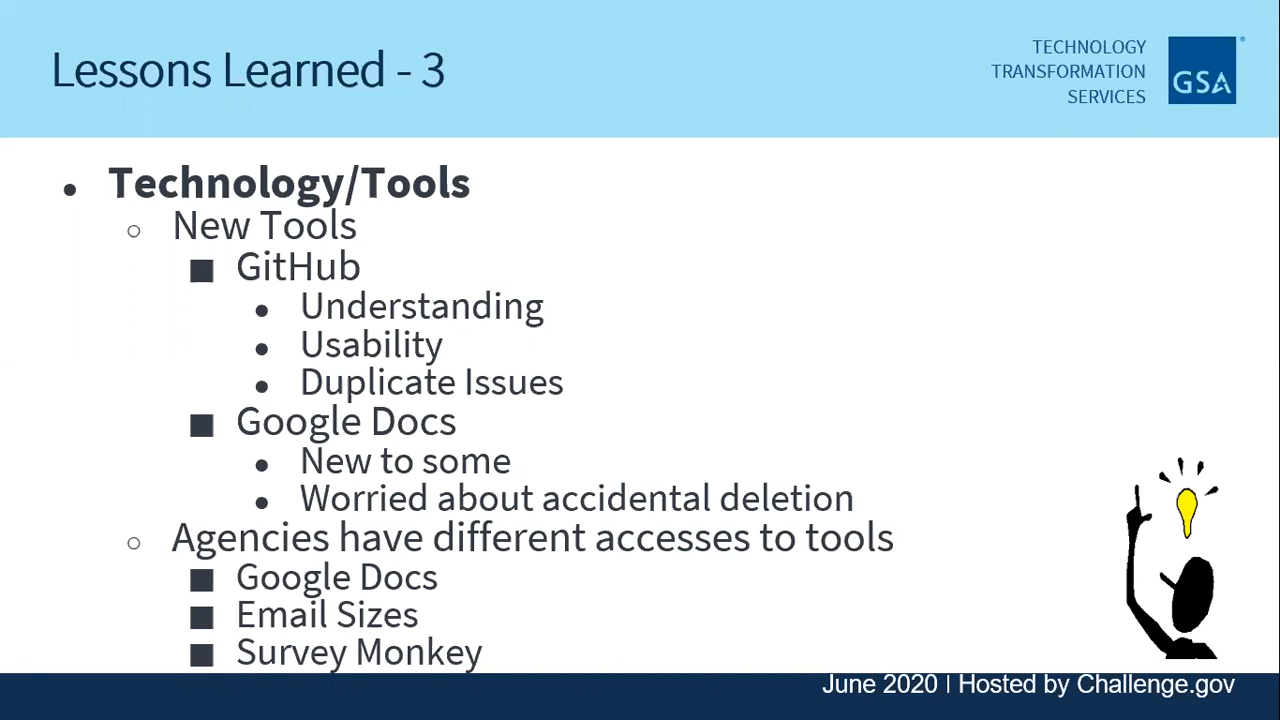 Lessons Learned - 3
TECHNOLOGY
TRANSFORMATION
SERVICES
GSA
Technology/Tools
New Tools
GitHub
Understanding
Usability
Duplicate Issues
Google Docs
New to some
Worried about accidental deletion
Agencies have different accesses to tools
Google Docs
Email Sizes
Survey Monkey
June 2020 | Hosted by Challenge.gov